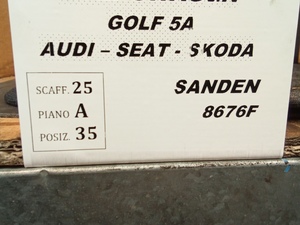 GOLF 5A
AUDI – SEAT - SKODA
SCAFF. 25
PIANO A
POSIZ. 35
SANDEN
8676F